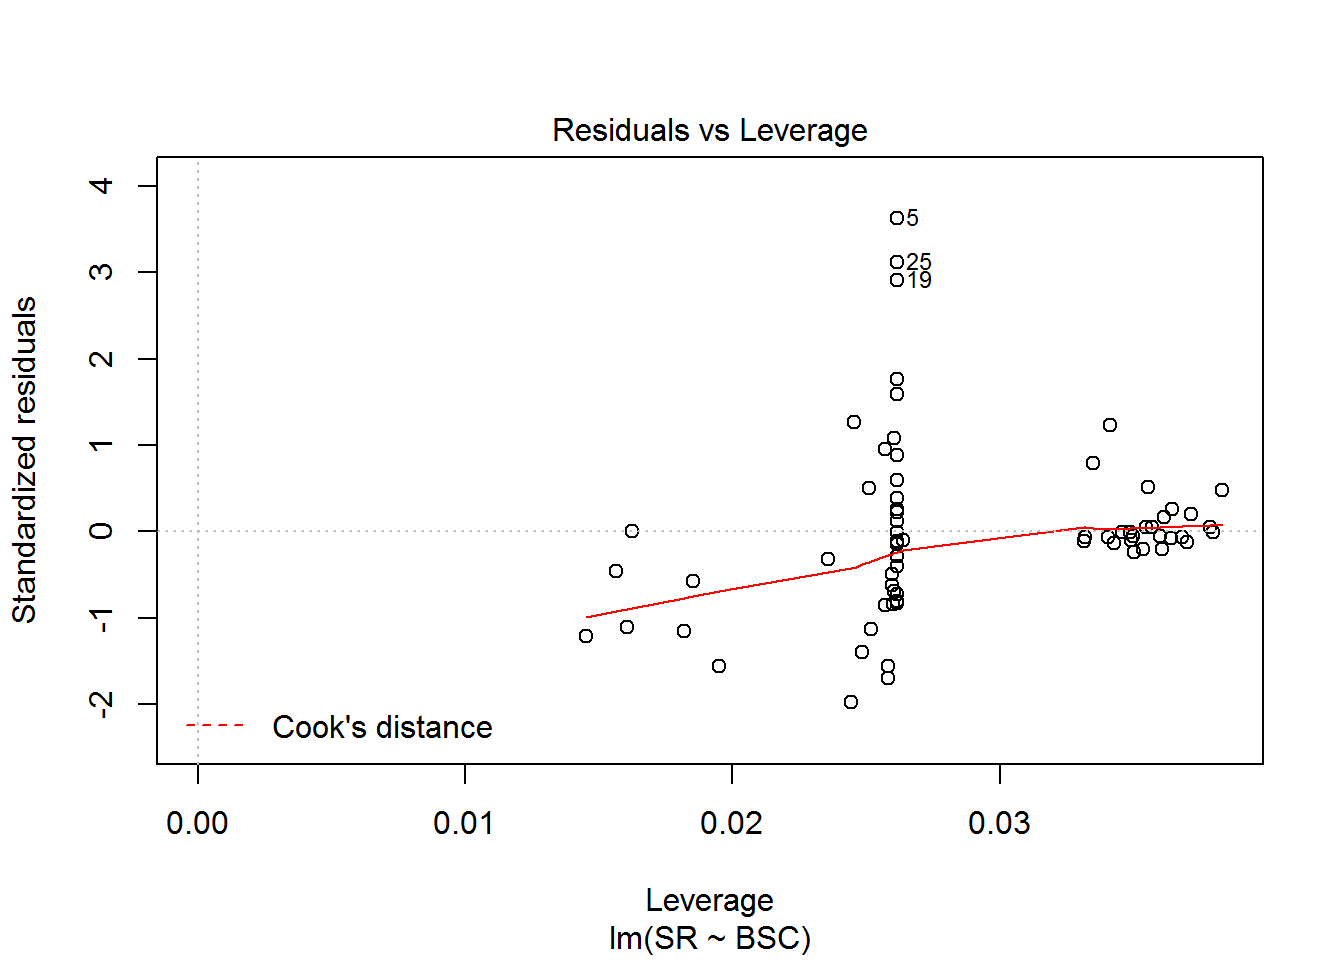 Residuals vs Leverage
Standardized residuals
4
3
2
1
0
-1
-2
5
25
19
Cook's distance
0.00 0.01 0.02 0.03
Leverage
lm(SR ~ BSC)